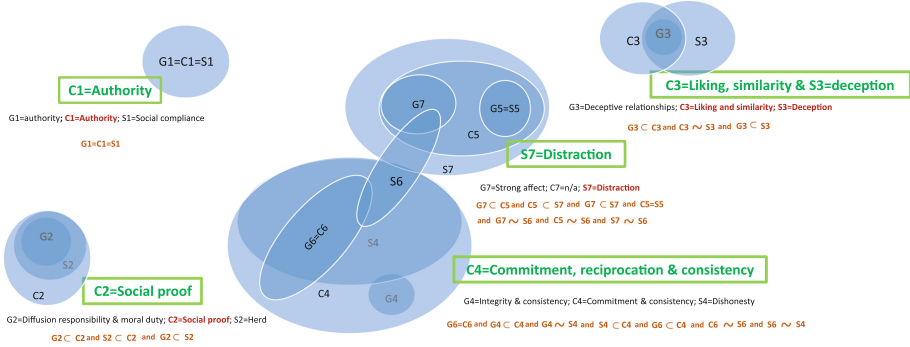 G1=C1=S1
C1=Authority
G1=authority; C1=Authority; S1=Social compliance
G1=C1=S1
G7
G5=S5
C5
S7
S7=Distraction
G7=Strong affect; C7=n/a; S7=Distraction
G7 ⊂ C5 and C5 ⊂ S7 and G7 ⊂ S7 and C5=S5
and G7 ~ S6 and C5 ~ S6 and S7 ~ S6
C3
G3
S3
C3=Liking, similarity & S3=deception
G3=Deceptive relationships; C3=Liking and similarity; S3=Deception
G3 ⊂ C3 and C3 ~ S3 and G3 ⊂ S3
G2
S2
C2
C2=Social proof
G2=Diffusion responsibility & moral duty; C2=Social proof; S2=Herd
G2 ⊂ C2 and S2 ⊂ C2 and G2 ⊂ S2
S6
G6=C6
S4
C4
G4
C4=Commitment, reciprocation & consistency
G4=Integrity & consistency; C4=Commitment & consistency; S4=Dishonesty
G6=C6 and G4 ⊂ C4 and G4 ~ S4 and S4 ⊂ C4 and G6 ⊂ C4 and C6 ~ S6 and S6 ~ S4